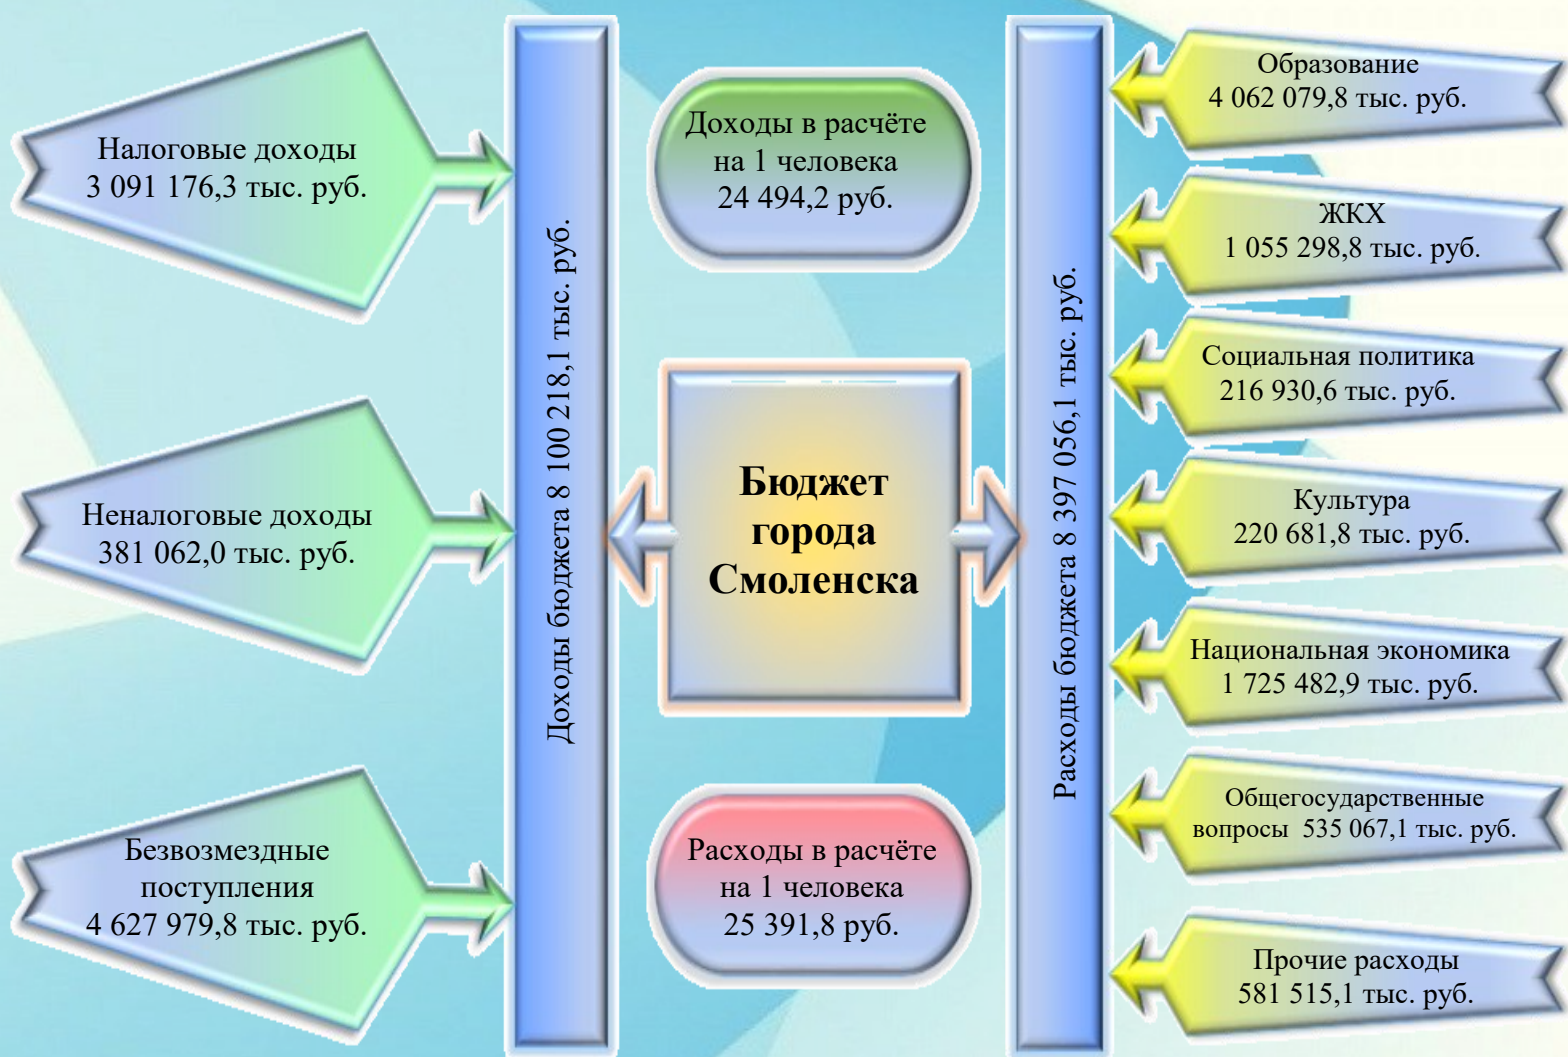 Налоговые доходы
3 091 176,3 тыс. руб.
Неналоговые доходы
381 062,0 тыс. руб.
Безвозмездные
поступления
4 627 979,8 тыс. руб.
Доходы бюджета 8 100 218,1 тыс. руб.
Доходы в расчёте
на 1 человека
24 494,2 руб.
Бюджет
города
Смоленска
Расходы в расчёте
на 1 человека
25 391,8 руб.
Расходы бюджета 8 397 056,1 тыс. руб.
Образование
4 062 079,8 тыс. руб.
ЖКХ
1 055 298,8 тыс. руб.
Социальная политика
216 930,6 тыс. руб.
Культура
220 681,8 тыс. руб.
Национальная экономика
1 725 482,9 тыс. руб.
Общегосударственные
вопросы 535 067,1 тыс. руб.
Прочие расходы
581 515,1 тыс. руб.